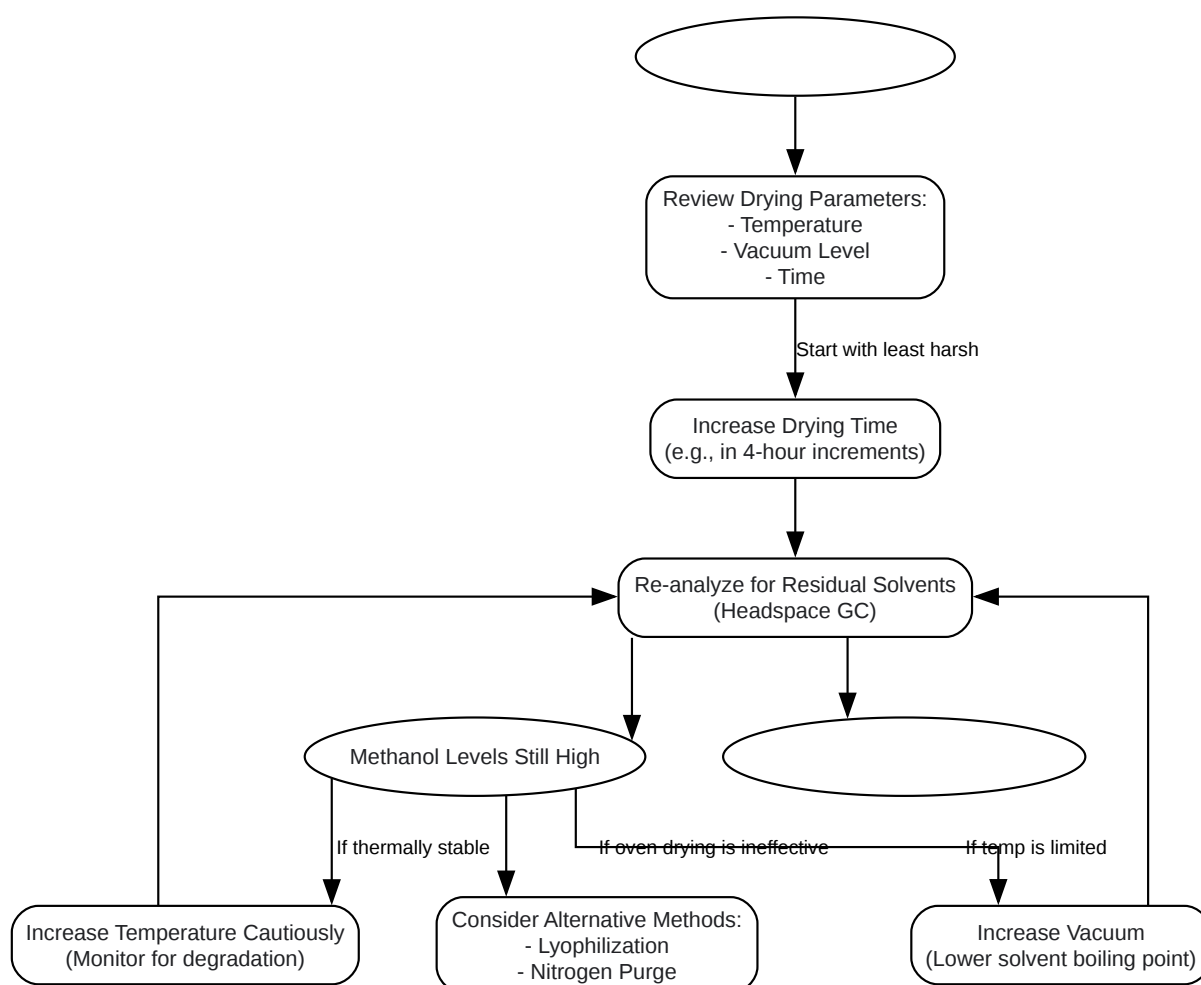 Review Drying Parameters:
- Temperature
- Vacuum Level
- Time
Start with least harsh
Increase Drying Time
(e.g., in 4-hour increments)
Re-analyze for Residual Solvents
(Headspace GC)
Methanol Levels Still High
If thermally stable
If oven drying is ineffective
If temp is limited
Increase Temperature Cautiously
(Monitor for degradation)
Consider Alternative Methods:
- Lyophilization
- Nitrogen Purge
Increase Vacuum
(Lower solvent boiling point)